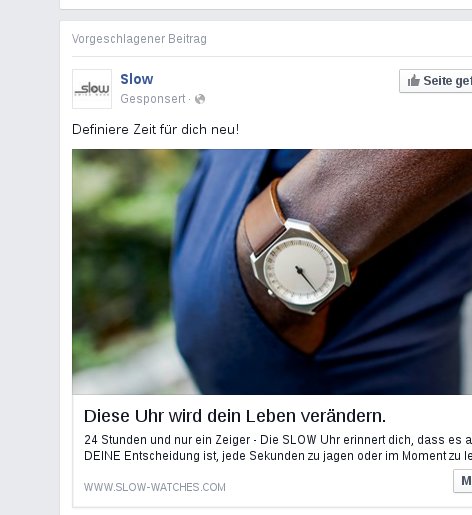 Vorgeschlagener Beitrag
slow
Slow
Seite gef
Gesponsert ·
Definiere Zeit für dich neu!
Diese Uhr wird dein Leben verändern.
24 Stunden und nur ein Zeiger - Die SLOW Uhr erinnert dich, dass es a
DEINE Entscheidung ist, jede Sekunden zu jagen oder im Moment zu le
WWW.SLOW-WATCHES.COM
M